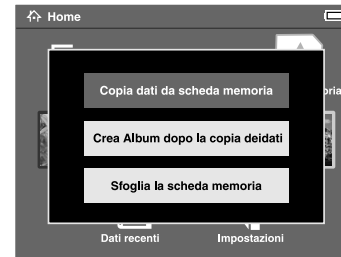 Home
Copia dati da scheda memoria
Crea Album dopo la copia deidati
Sfoglia la scheda memoria
Dati recenti
Impostazioni